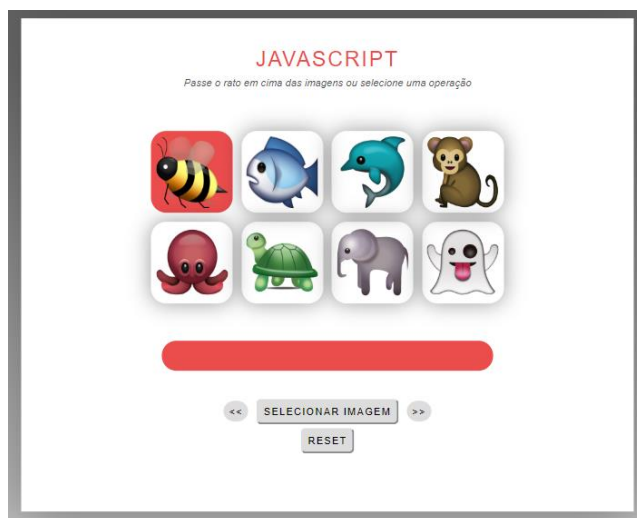 JAVASCRIPT
Passe o rato em cima das imagens ou selecione uma operação
<< SELECIONAR IMAGEM >>
RESET